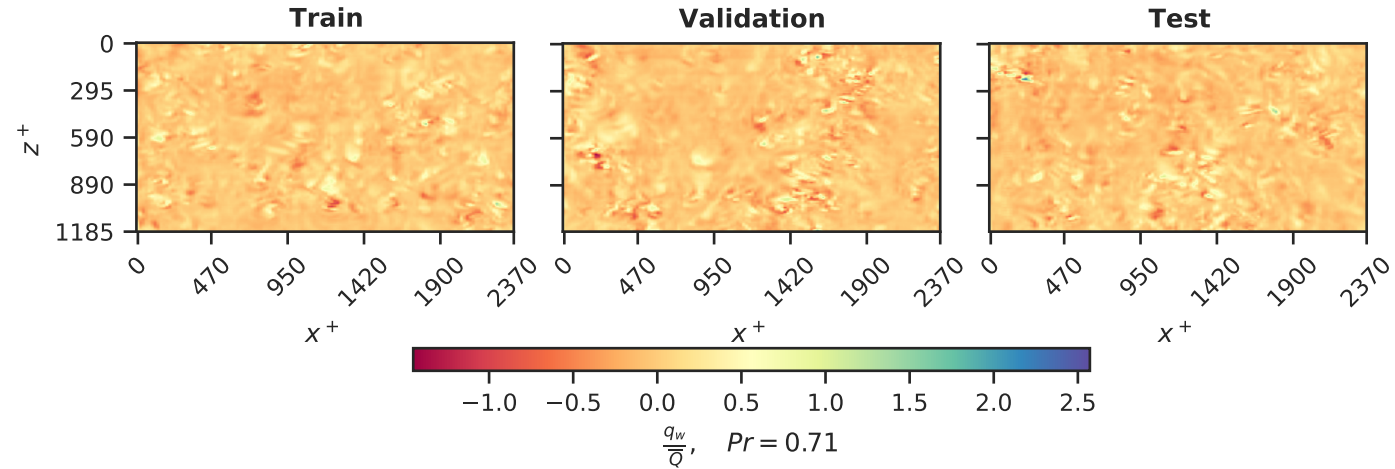 Train Validation Test
0
295
590
890
1185
z+
0 470 950 1420 1900 2370 0 470 950 1420 1900 2370 0 470 950 1420 1900 2370
x+ x+ x+
−1.0 −0.5 0.0 0.5 1.0 1.5 2.0 2.5
q_w/Q̅, Pr = 0.71